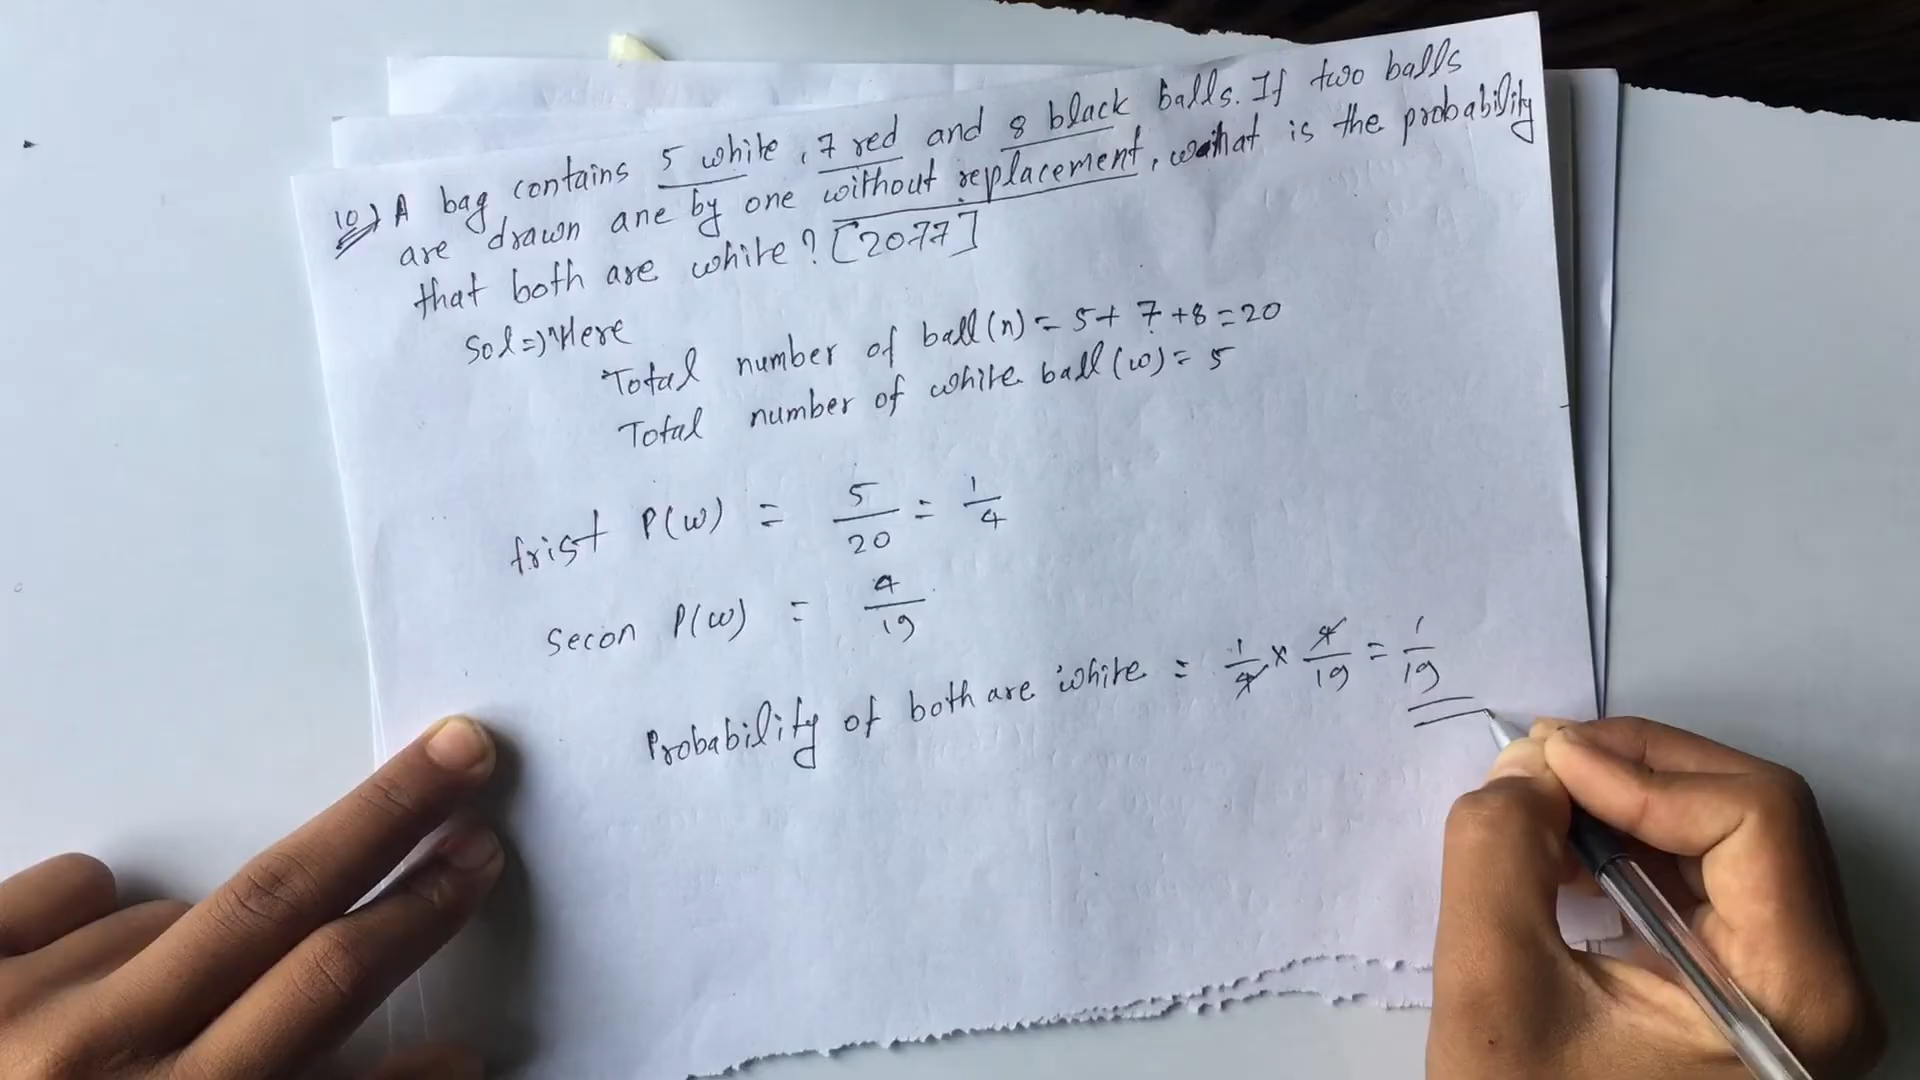 10) A bag contains 5 white, 7 red and 8 black balls. If two balls
are drawn one by one without replacement, what is the probability
that both are white? [2077]
Sol=) Here
Total number of ball(n) = 5 + 7 + 8 = 20
Total number of white ball (w) = 5
frist P(w) = 5/20 = 1/4
Secon P(w) = 4/19
Probability of both are white = 1/4 × 4/19 = 1/19